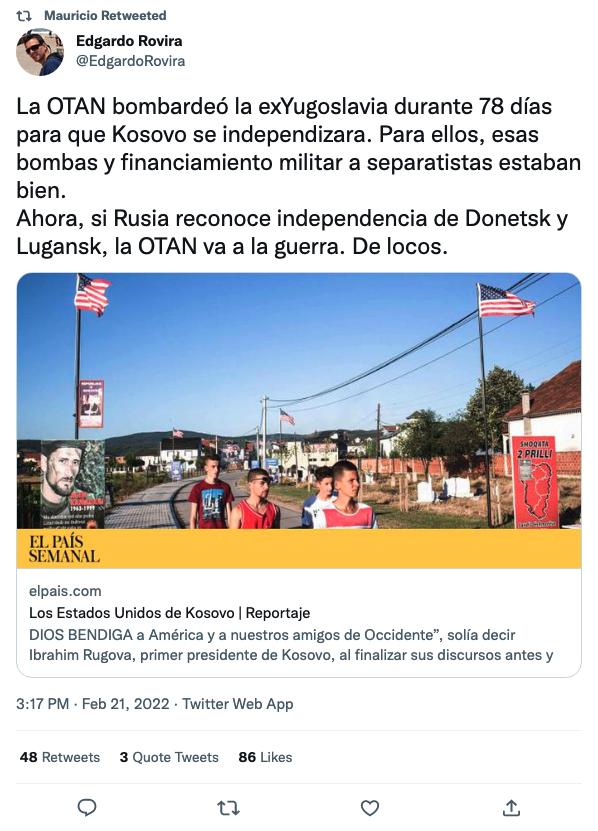 Mauricio Retweeted
Edgardo Rovira
@EdgardoRovira
La OTAN bombardeó la exYugoslavia durante 78 días
para que Kosovo se independizara. Para ellos, esas
bombas y financiamiento militar a separatistas estaban
bien.
Ahora, si Rusia reconoce independencia de Donetsk y
Lugansk, la OTAN va a la guerra. De locos.
1963-1999
SHOQATA
2 PRILLI
EL PAÍS
SEMANAL
elpais.com
Los Estados Unidos de Kosovo | Reportaje
DIOS BENDIGA a América y a nuestros amigos de Occidente”, solía decir
Ibrahim Rugova, primer presidente de Kosovo, al finalizar sus discursos antes y
3:17 PM · Feb 21, 2022 · Twitter Web App
48 Retweets 3 Quote Tweets 86 Likes